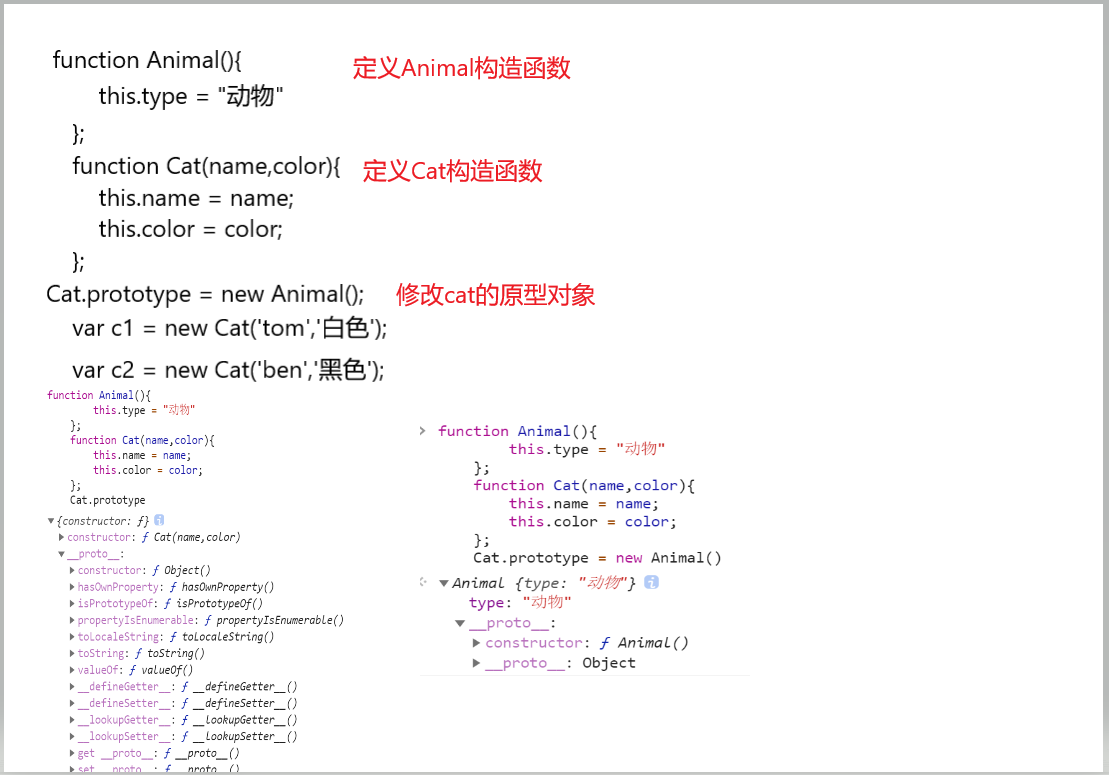 function Animal(){ 定义Animal构造函数
this.type = "动物"
};
function Cat(name,color){ 定义Cat构造函数
this.name = name;
this.color = color;
};
Cat.prototype = new Animal(); 修改cat的原型对象
var c1 = new Cat('tom','白色');
var c2 = new Cat('ben','黑色');
function Animal(){
this.type = "动物"
};
function Cat(name,color){
this.name = name;
this.color = color;
};
Cat.prototype
{constructor: ƒ}
constructor: ƒ Cat(name,color)
__proto__:
constructor: ƒ Object()
hasOwnProperty: ƒ hasOwnProperty()
isPrototypeOf: ƒ isPrototypeOf()
propertyIsEnumerable: ƒ propertyIsEnumerable()
toLocaleString: ƒ toLocaleString()
toString: ƒ toString()
valueOf: ƒ valueOf()
__defineGetter__: ƒ __defineGetter__()
__defineSetter__: ƒ __defineSetter__()
__lookupGetter__: ƒ __lookupGetter__()
__lookupSetter__: ƒ __lookupSetter__()
get __proto__: ƒ __proto__()
set __proto__: ƒ __proto__()
function Animal(){
this.type = "动物"
};
function Cat(name,color){
this.name = name;
this.color = color;
};
Cat.prototype = new Animal()
Animal {type: "动物"}
type: "动物"
__proto__:
constructor: ƒ Animal()
__proto__: Object